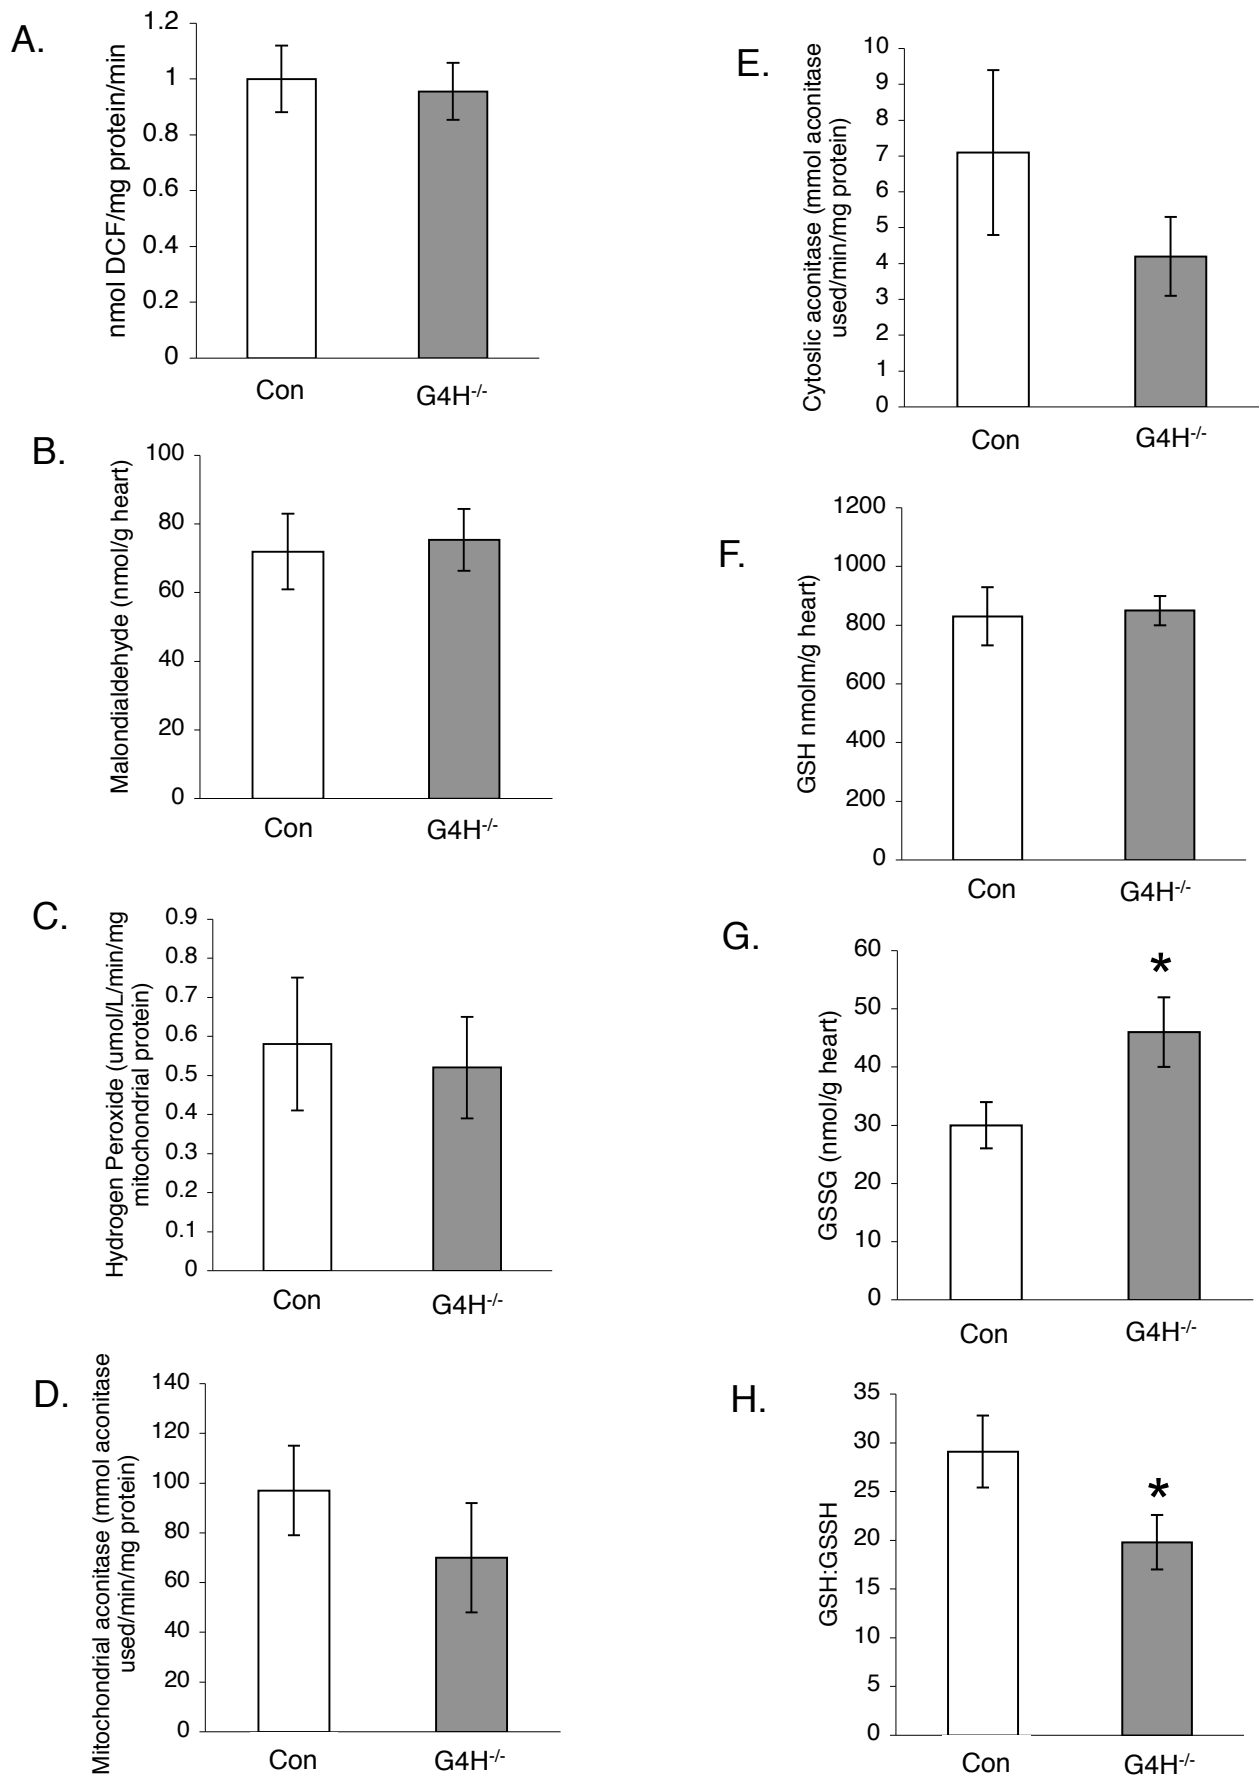 A.
nmol DCF/mg protein/min
1.2
1
0.8
0.6
0.4
0.2
0
Con
G4H-/-
B.
Malondialdehyde (nmol/g heart)
100
80
60
40
20
0
Con
G4H-/-
C.
Hydrogen Peroxide (umol/L/min/mg
mitochondrial protein)
0.9
0.8
0.7
0.6
0.5
0.4
0.3
0.2
0.1
0
Con
G4H-/-
D.
Mitochondrial aconitase (mmol aconitase
used/min/mg protein)
140
120
100
80
60
40
20
0
Con
G4H-/-
E.
Cytoslic aconitase (mmol aconitase
used/min/mg protein)
10
9
8
7
6
5
4
3
2
1
0
Con
G4H-/-
F.
GSH nmolm/g heart)
1200
1000
800
600
400
200
0
Con
G4H-/-
G.
GSSG (nmol/g heart)
60
50
40
30
20
10
0
*
Con
G4H-/-
H.
GSH:GSSH
35
30
25
20
15
10
5
0
*
Con
G4H-/-